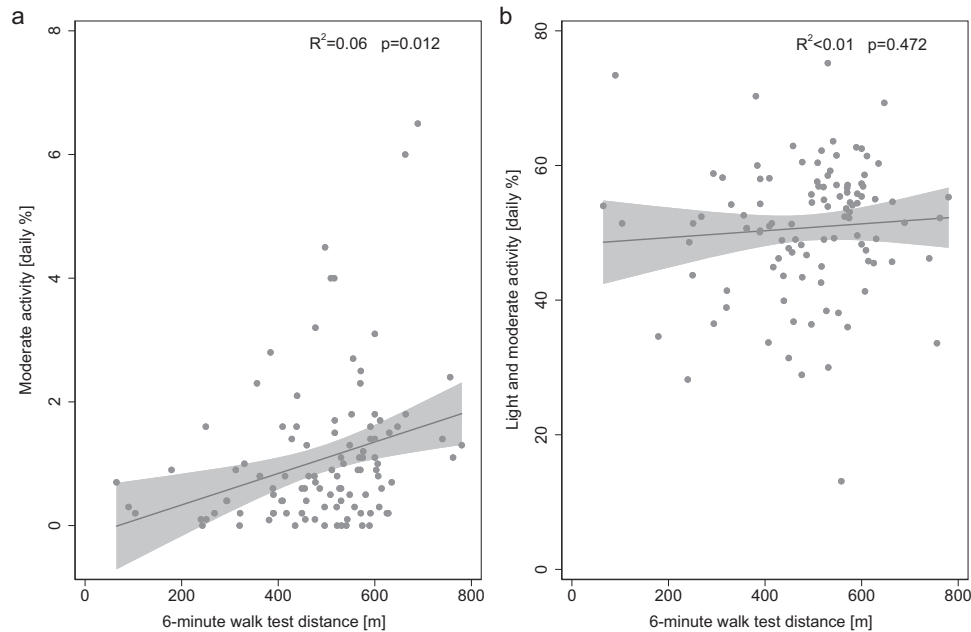 a
R²=0.06 p=0.012
Moderate activity [daily %]
8
6
4
2
0
0 200 400 600 800
6-minute walk test distance [m]
b
R²<0.01 p=0.472
Light and moderate activity [daily %]
80
60
40
20
0
0 200 400 600 800
6-minute walk test distance [m]